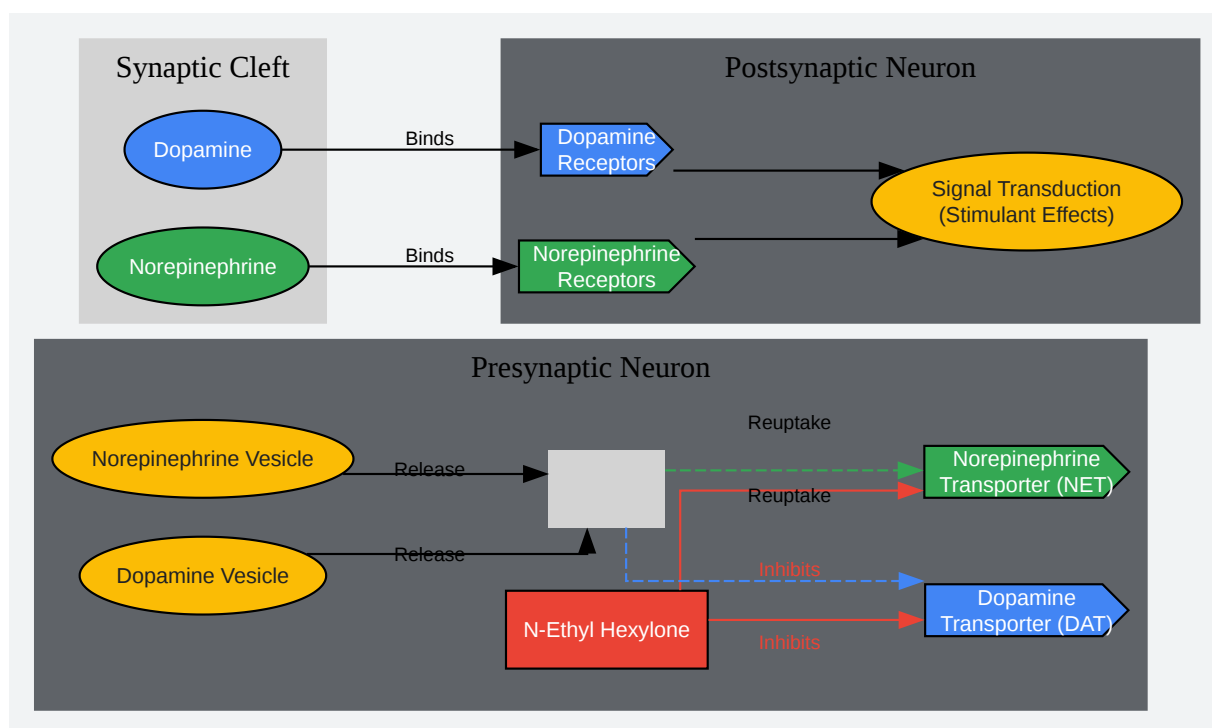 Synaptic Cleft
Postsynaptic Neuron
Dopamine
Binds
Dopamine
Receptors
Signal Transduction
(Stimulant Effects)
Norepinephrine
Binds
Norepinephrine
Receptors
Presynaptic Neuron
Norepinephrine Vesicle
Release
Reuptake
Norepinephrine
Transporter (NET)
Reuptake
Dopamine Vesicle
Release
Inhibits
N-Ethyl Hexylone
Inhibits
Dopamine
Transporter (DAT)